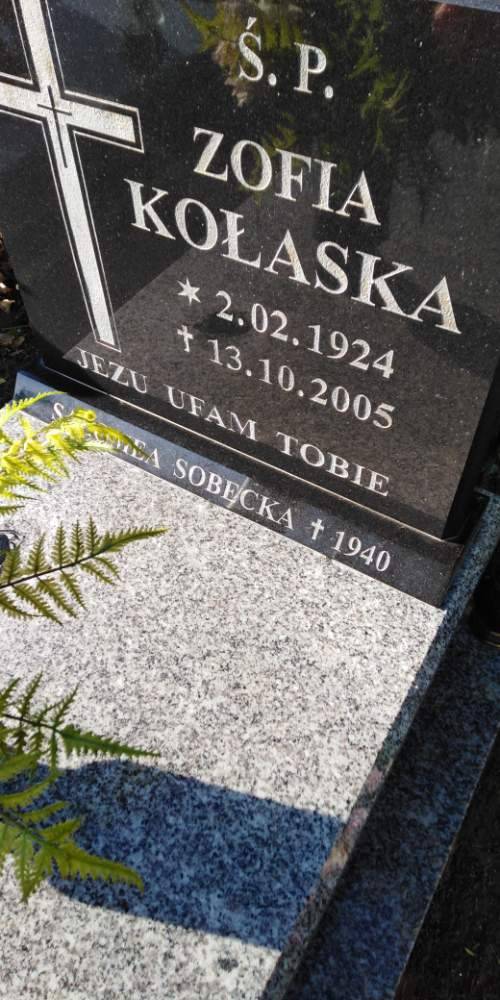 Ś. P.
ZOFIA
KOŁASKA
* 2.02.1924
† 13.10.2005
JEZU UFAM TOBIE
SOBECKA † 1940